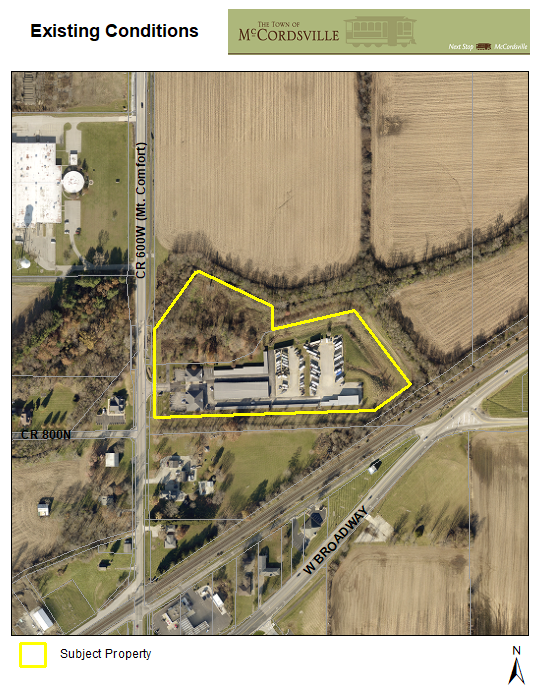 Existing Conditions
THE TOWN OF
MCCORDSVILLE
Next Stop McCordsville
CR 600W (Mt. Comfort)
CR 800N
W BROADWAY
Subject Property
N